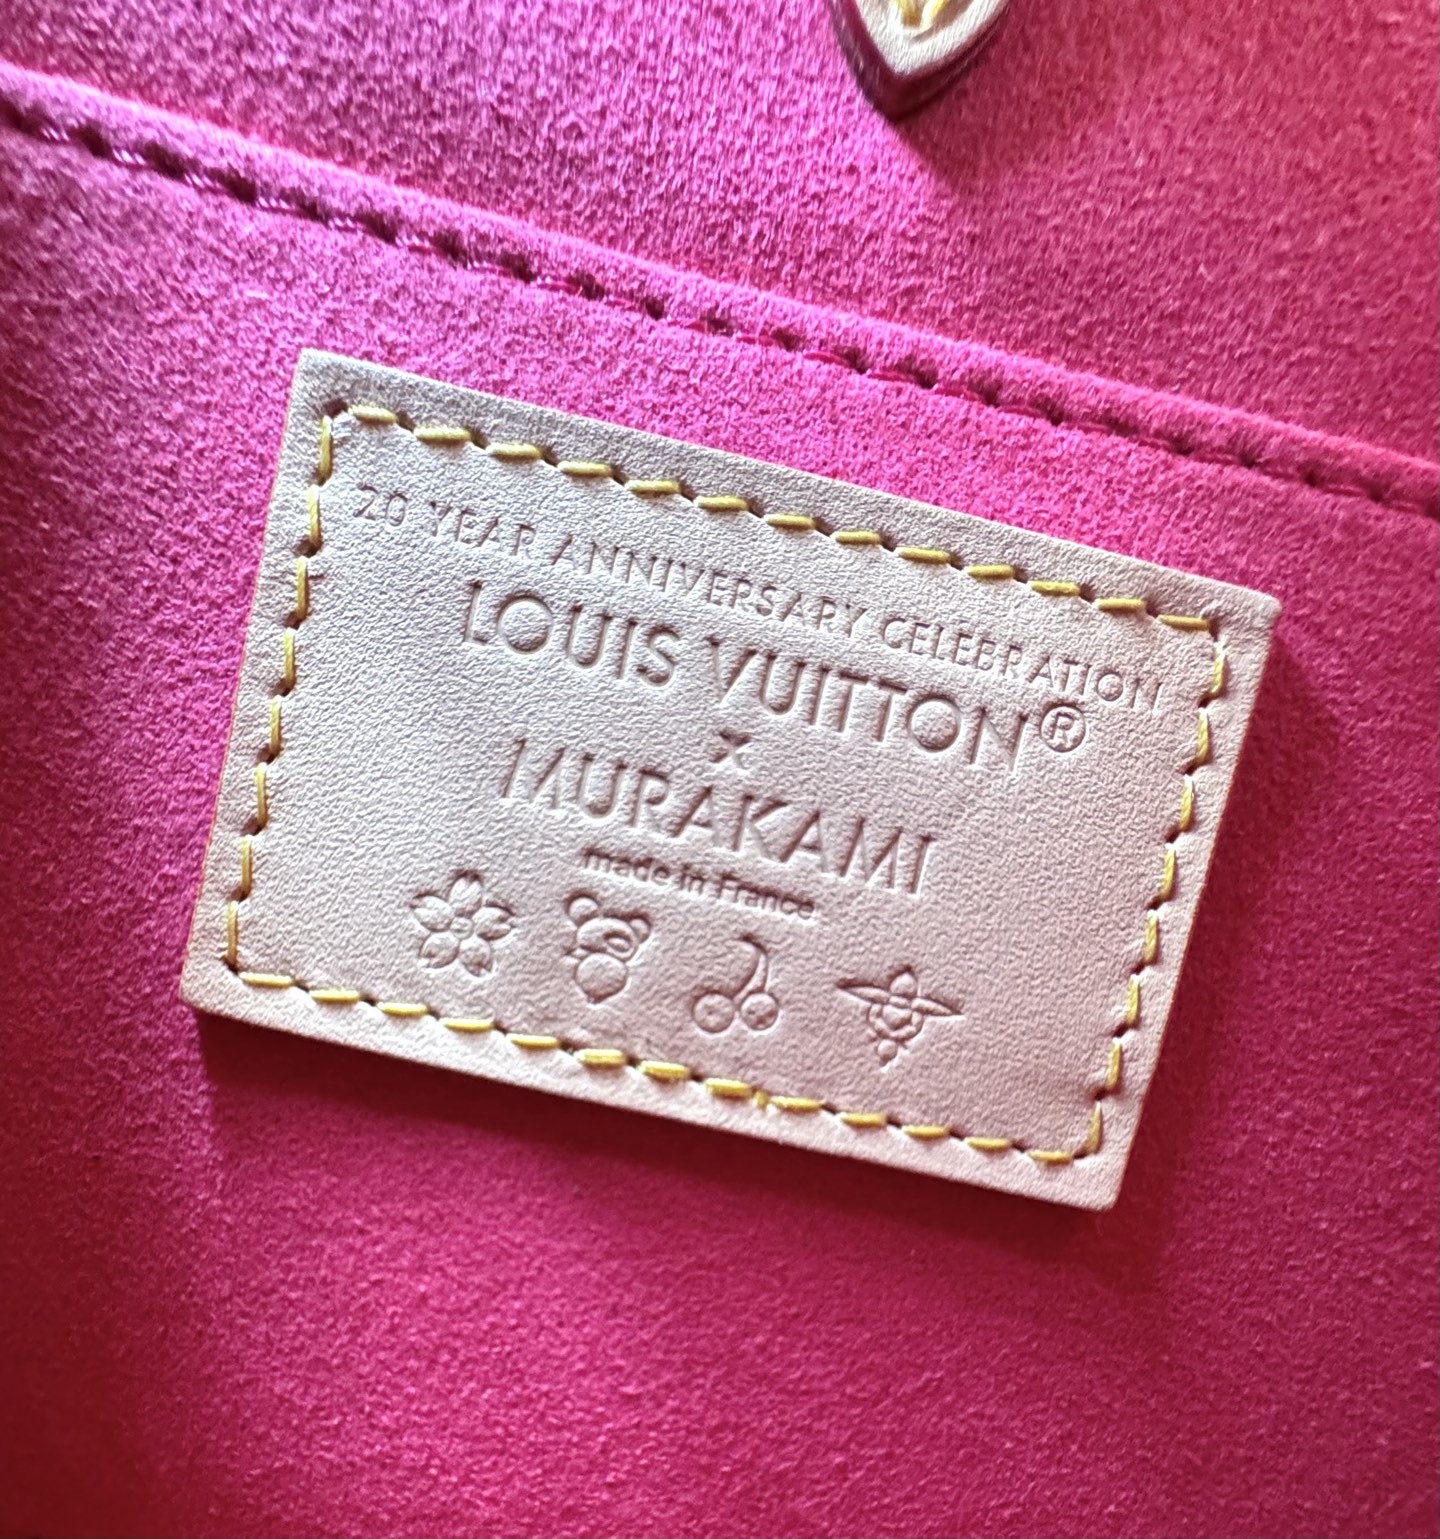 20 YEAR ANNIVERSARY CELEBRATION
LOUIS VUITTON®
x
MURAKAMI
made in France